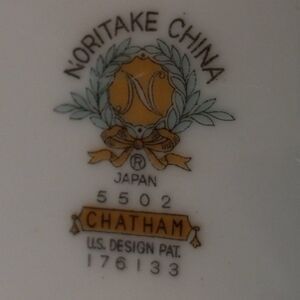 NORITAKE CHINA
N
®
JAPAN
5502
CHATHAM
U.S. DESIGN PAT.
176133